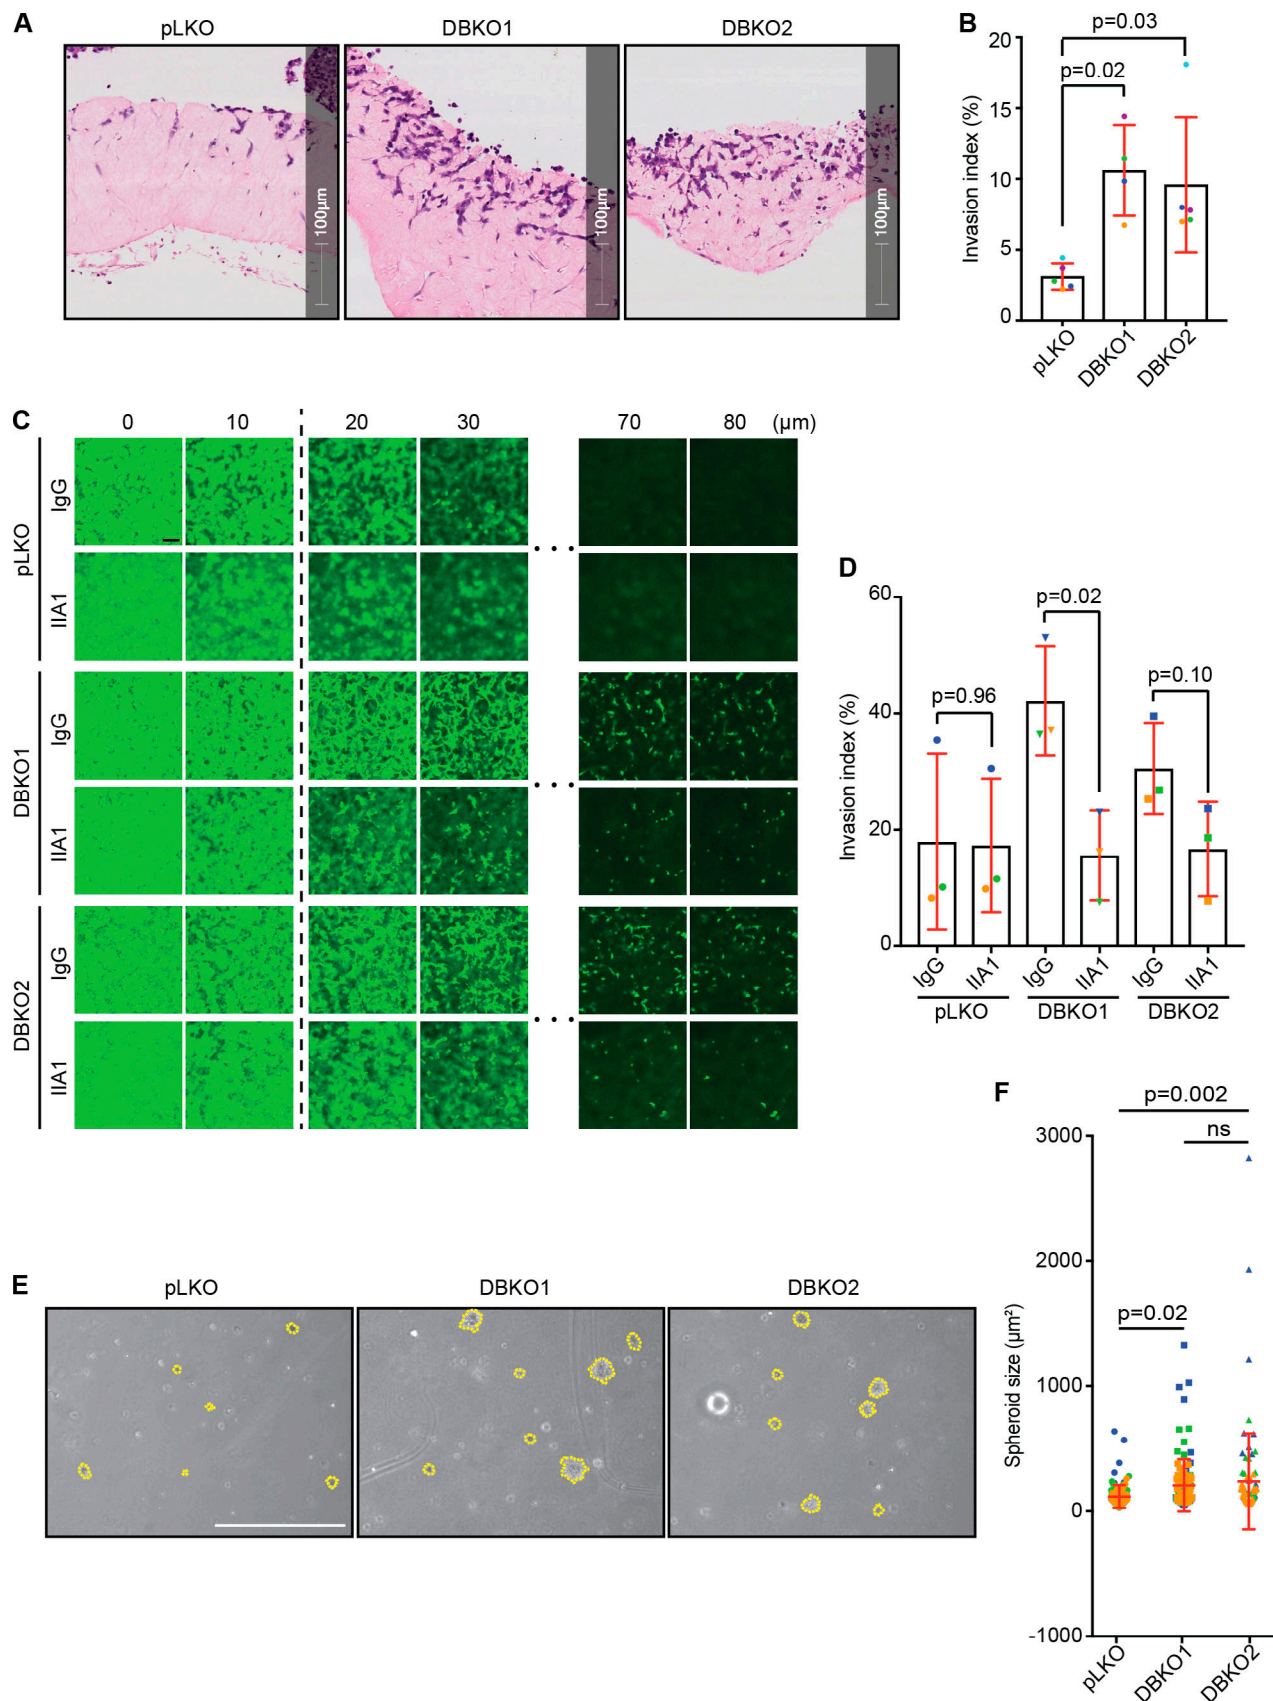 A
pLKO
DBKO1
DBKO2
100µm
100µm
100µm
B
p=0.03
p=0.02
20
15
10
5
0
Invasion index (%)
pLKO
DBKO1
DBKO2
C
0
10
20
30
70
80
(µm)
pLKO
IgG
IIA1
. . .
DBKO1
IgG
IIA1
. . .
DBKO2
IgG
IIA1
. . .
D
60
40
20
0
Invasion index (%)
p=0.96
p=0.02
p=0.10
IgG
IIA1
IgG
IIA1
IgG
IIA1
pLKO
DBKO1
DBKO2
E
pLKO
DBKO1
DBKO2
F
p=0.002
ns
p=0.02
3000
2000
1000
0
-1000
Spheroid size (µm²)
pLKO
DBKO1
DBKO2